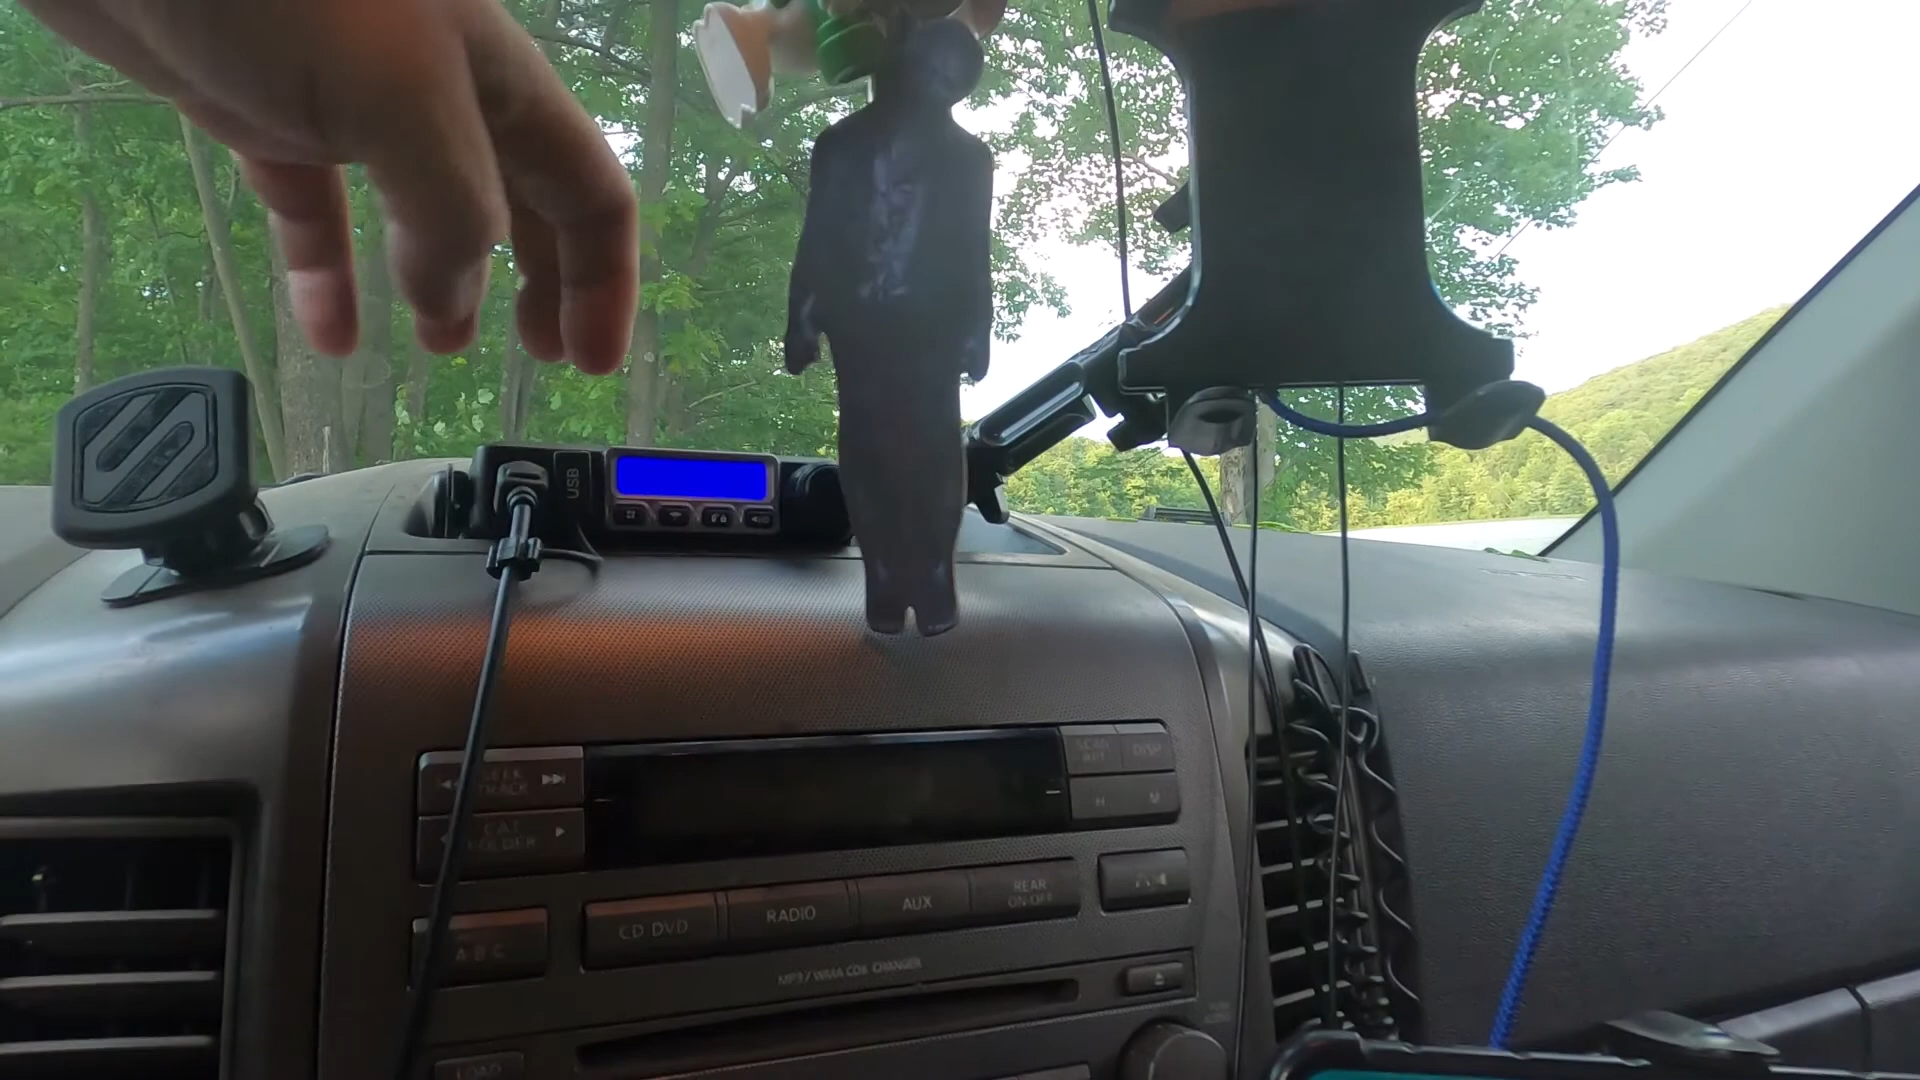 USB
SEEK
TRACK
SCAN
RPT
DISP
CAT
FOLDER
H
M
A·B·C
CD DVD
RADIO
AUX
REAR
ON·OFF
MP3/WMA CD6 CHANGER
LOAD